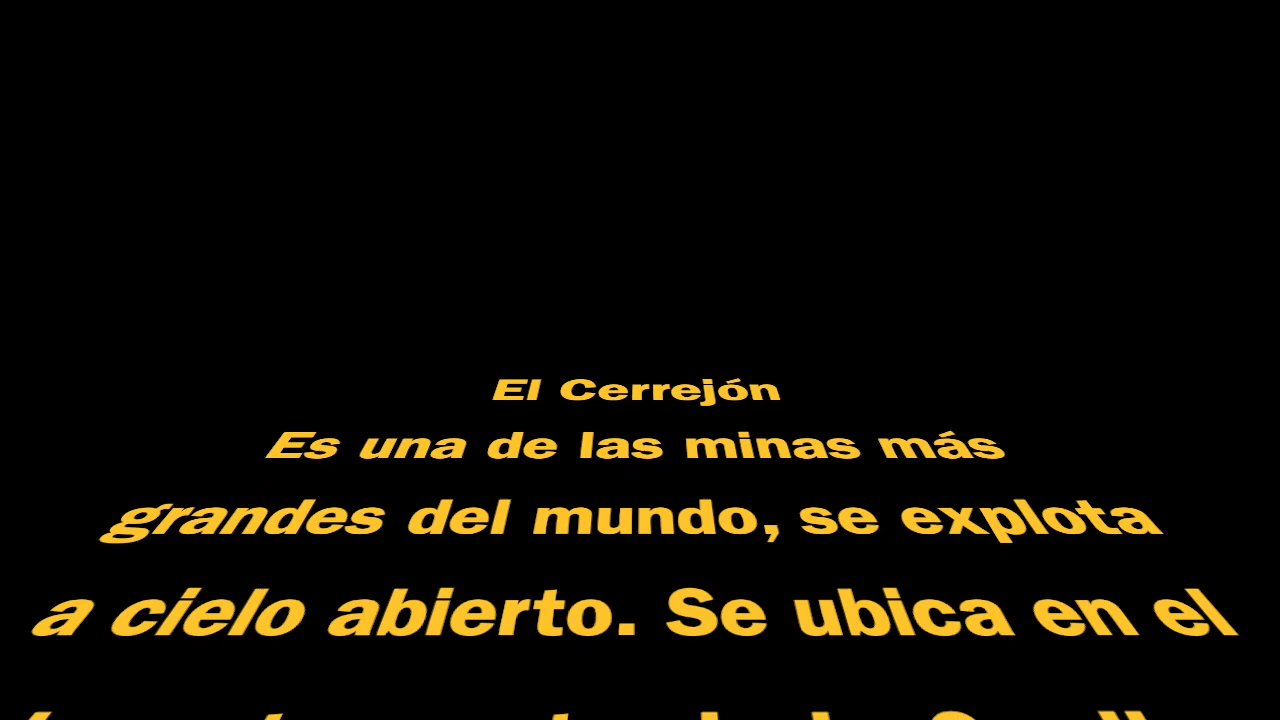 El Cerrejón
Es una de las minas más
grandes del mundo, se explota
a cielo abierto. Se ubica en el